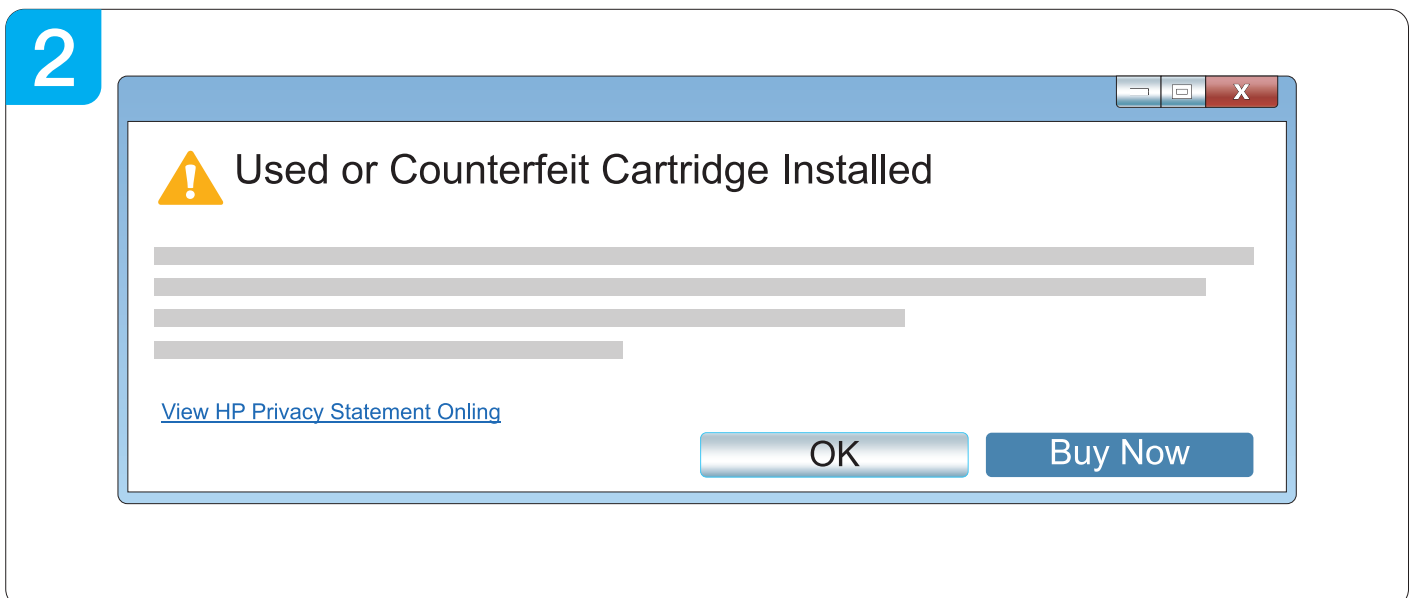 2
X
Used or Counterfeit Cartridge Installed
View HP Privacy Statement Onling
OK
Buy Now